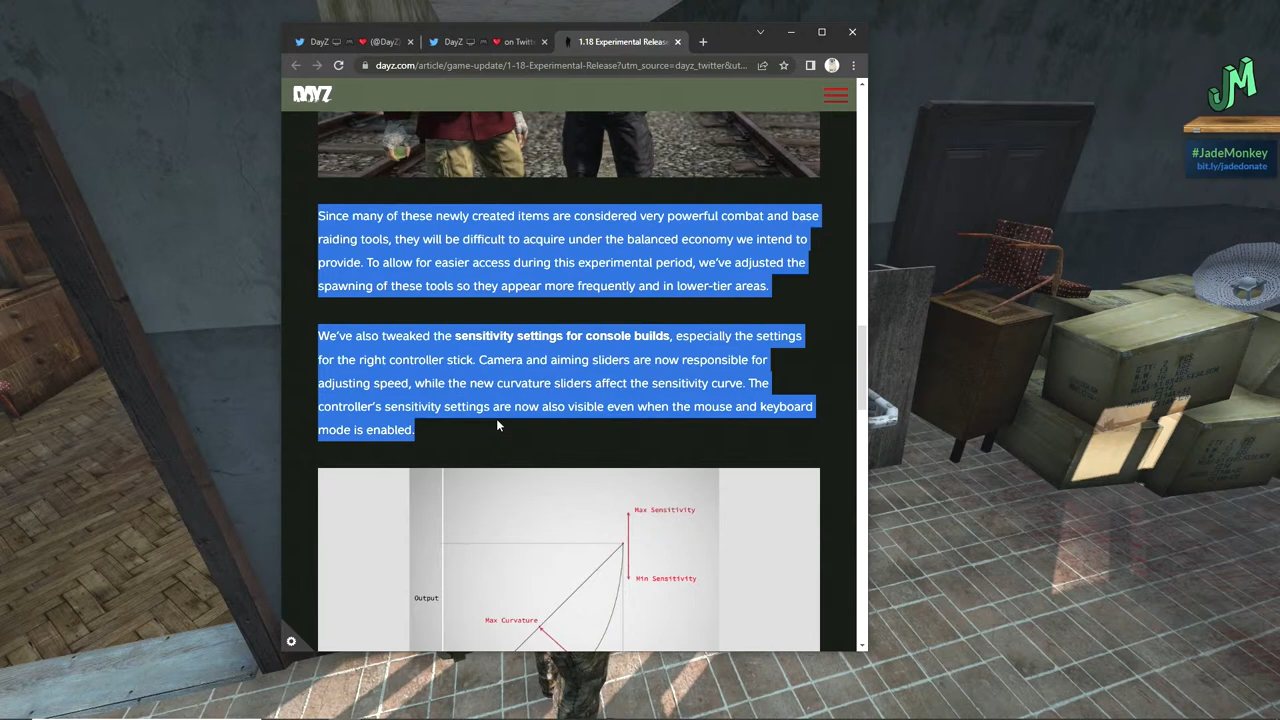 DayZ (@DayZ)
DayZ on Twitt
1.18 Experimental Release
dayz.com/article/game-update/1-18-Experimental-Release?utm_source=dayz_twitter&ut...
DAYZ
JM
#JadeMonkey
bit.ly/jadedonate
Since many of these newly created items are considered very powerful combat and base
raiding tools, they will be difficult to acquire under the balanced economy we intend to
provide. To allow for easier access during this experimental period, we've adjusted the
spawning of these tools so they appear more frequently and in lower-tier areas.
We've also tweaked the sensitivity settings for console builds, especially the settings
for the right controller stick. Camera and aiming sliders are now responsible for
adjusting speed, while the new curvature sliders affect the sensitivity curve. The
controller's sensitivity settings are now also visible even when the mouse and keyboard
mode is enabled.
Max Sensitivity
Min Sensitivity
Output
Max Curvature